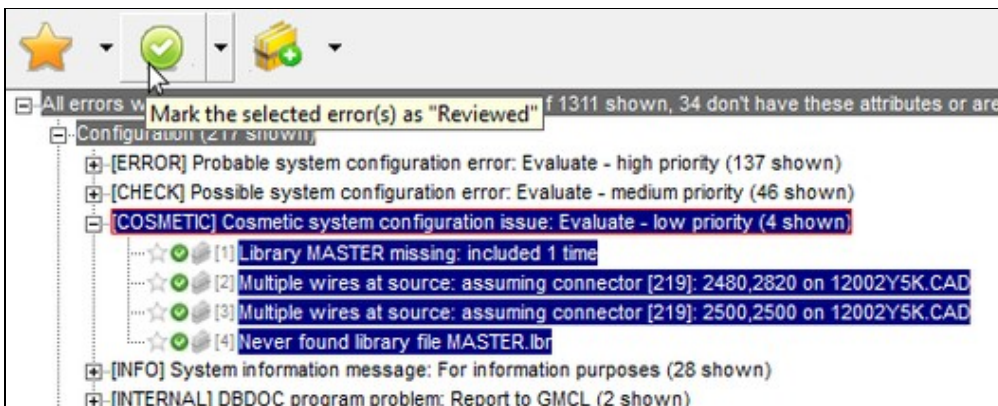 All errors w
Mark the selected error(s) as "Reviewed"
f 1311 shown, 34 don't have these attributes or are
Configuration (217 shown)
[ERROR] Probable system configuration error: Evaluate - high priority (137 shown)
[CHECK] Possible system configuration error: Evaluate - medium priority (46 shown)
[COSMETIC] Cosmetic system configuration issue: Evaluate - low priority (4 shown)
[1] Library MASTER missing: included 1 time
[2] Multiple wires at source: assuming connector [219]: 2480,2820 on 12002Y5K.CAD
[3] Multiple wires at source: assuming connector [219]: 2500,2500 on 12002Y5K.CAD
[4] Never found library file MASTER.lbr
[INFO] System information message: For information purposes (28 shown)
[INTERNAL] DBDOC program problem: Report to GMCL (2 shown)